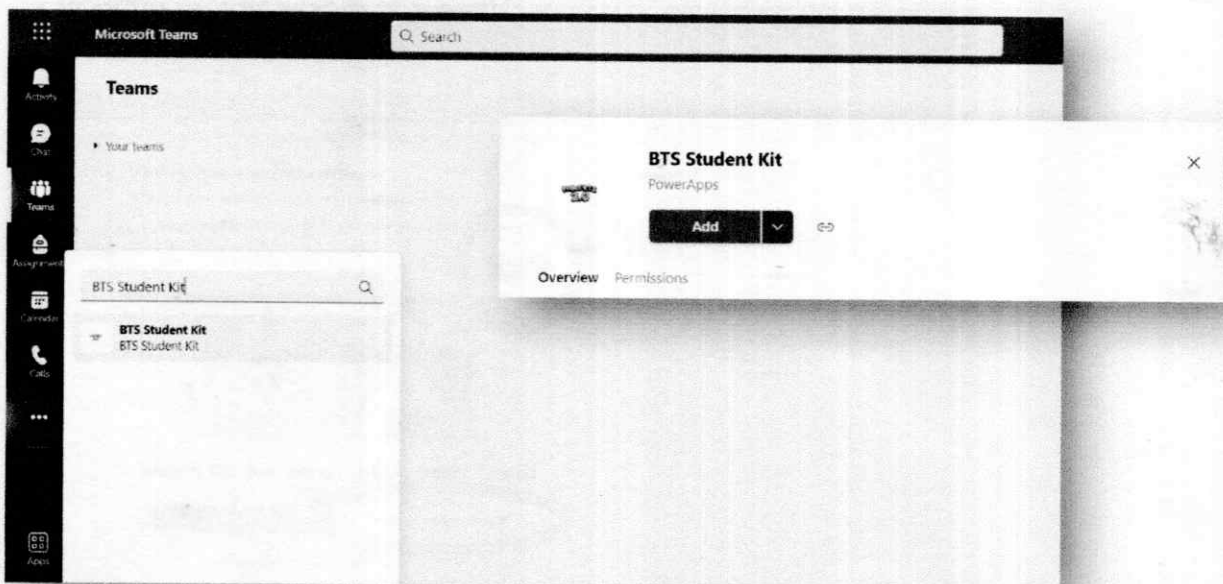 Microsoft Teams
Search
Activity
Chat
Teams
Assignments
Calendar
Calls
Apps
Teams
Your teams
BTS Student Kit
BTS Student Kit
BTS Student Kit
BTS Student Kit
PowerApps
Add
Overview Permissions